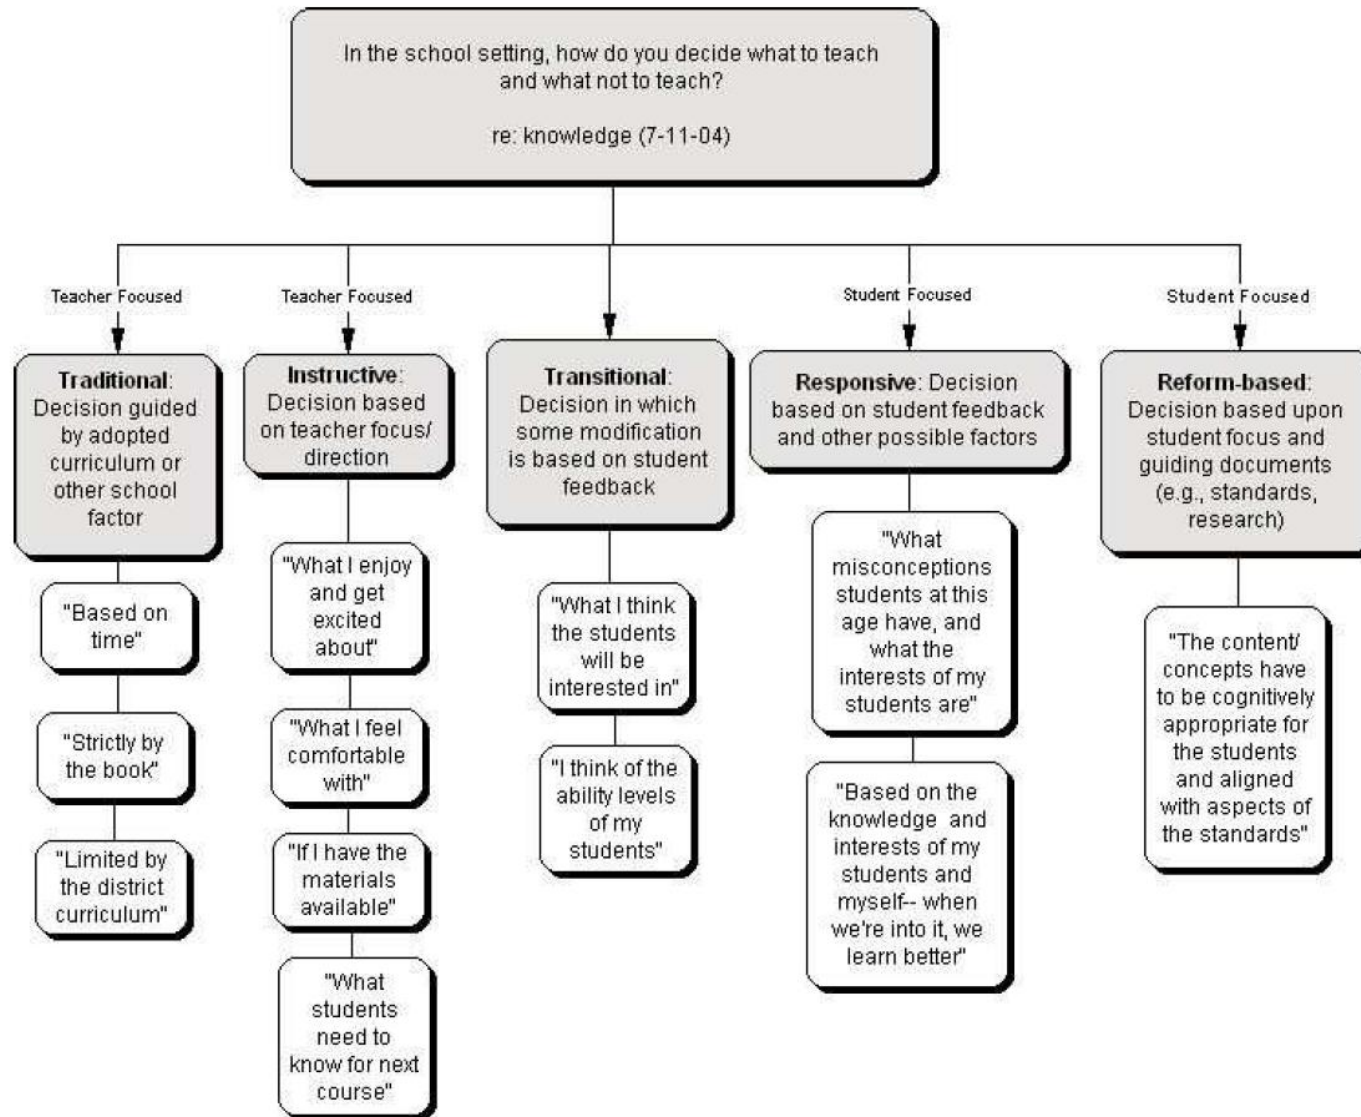 In the school setting, how do you decide what to teach
and what not to teach?
re: knowledge (7-11-04)
Teacher Focused
Teacher Focused
Student Focused
Student Focused
Traditional:
Decision guided
by adopted
curriculum or
other school
factor
"Based on
time"
"Strictly by
the book"
"Limited by
the district
curriculum"
Instructive:
Decision based
on teacher focus/
direction
"What I enjoy
and get
excited
about"
"What I feel
comfortable
with"
"If I have the
materials
available"
"What
students
need to
know for next
course"
Transitional:
Decision in which
some modification
is based on student
feedback
"What I think
the students
will be
interested in"
"I think of the
ability levels
of my
students"
Responsive: Decision
based on student feedback
and other possible factors
"What
misconceptions
students at this
age have, and
what the
interests of my
students are"
"Based on the
knowledge and
interests of my
students and
myself-- when
we're into it, we
learn better"
Reform-based:
Decision based upon
student focus and
guiding documents
(e.g., standards,
research)
"The content/
concepts have
to be cognitively
appropriate for
the students
and aligned
with aspects of
the standards"